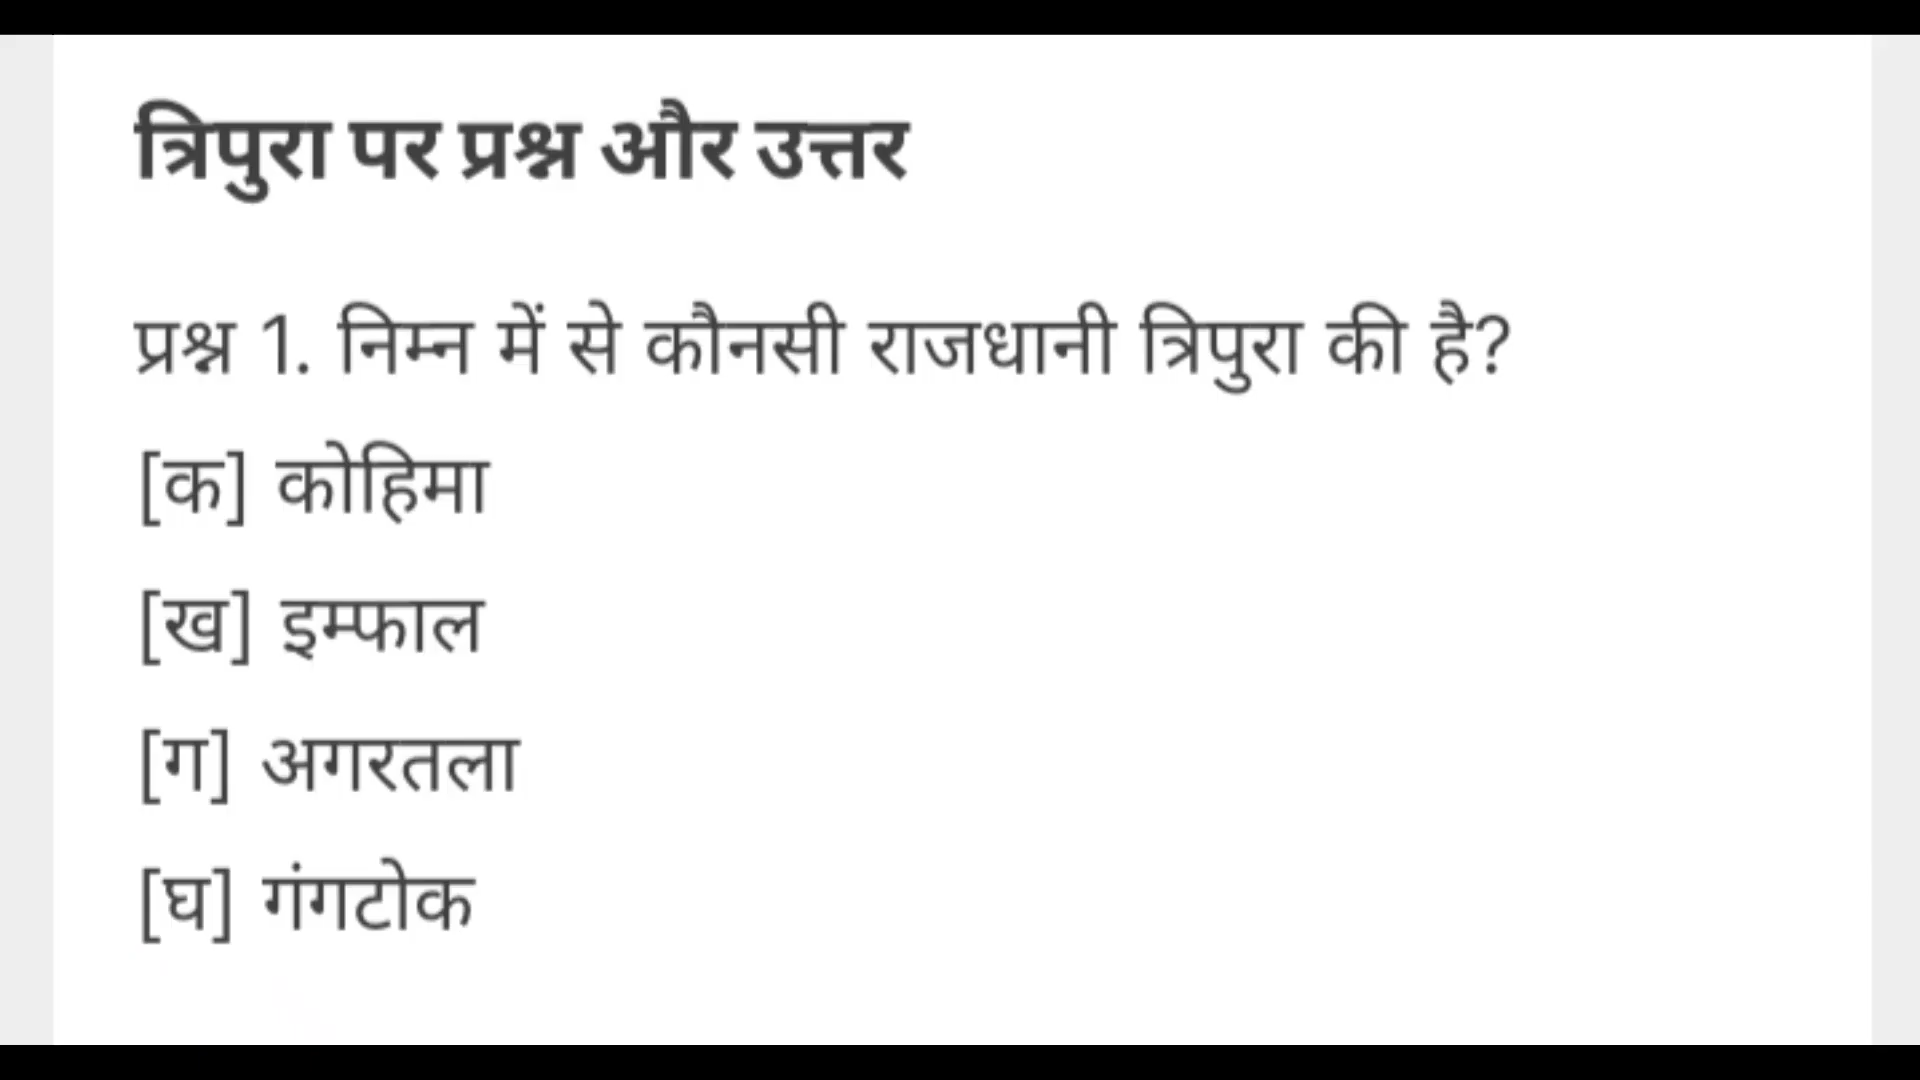 त्रिपुरा पर प्रश्न और उत्तर
प्रश्न 1. निम्न में से कौनसी राजधानी त्रिपुरा की है?
[क] कोहिमा
[ख] इम्फाल
[ग] अगरतला
[घ] गंगटोक